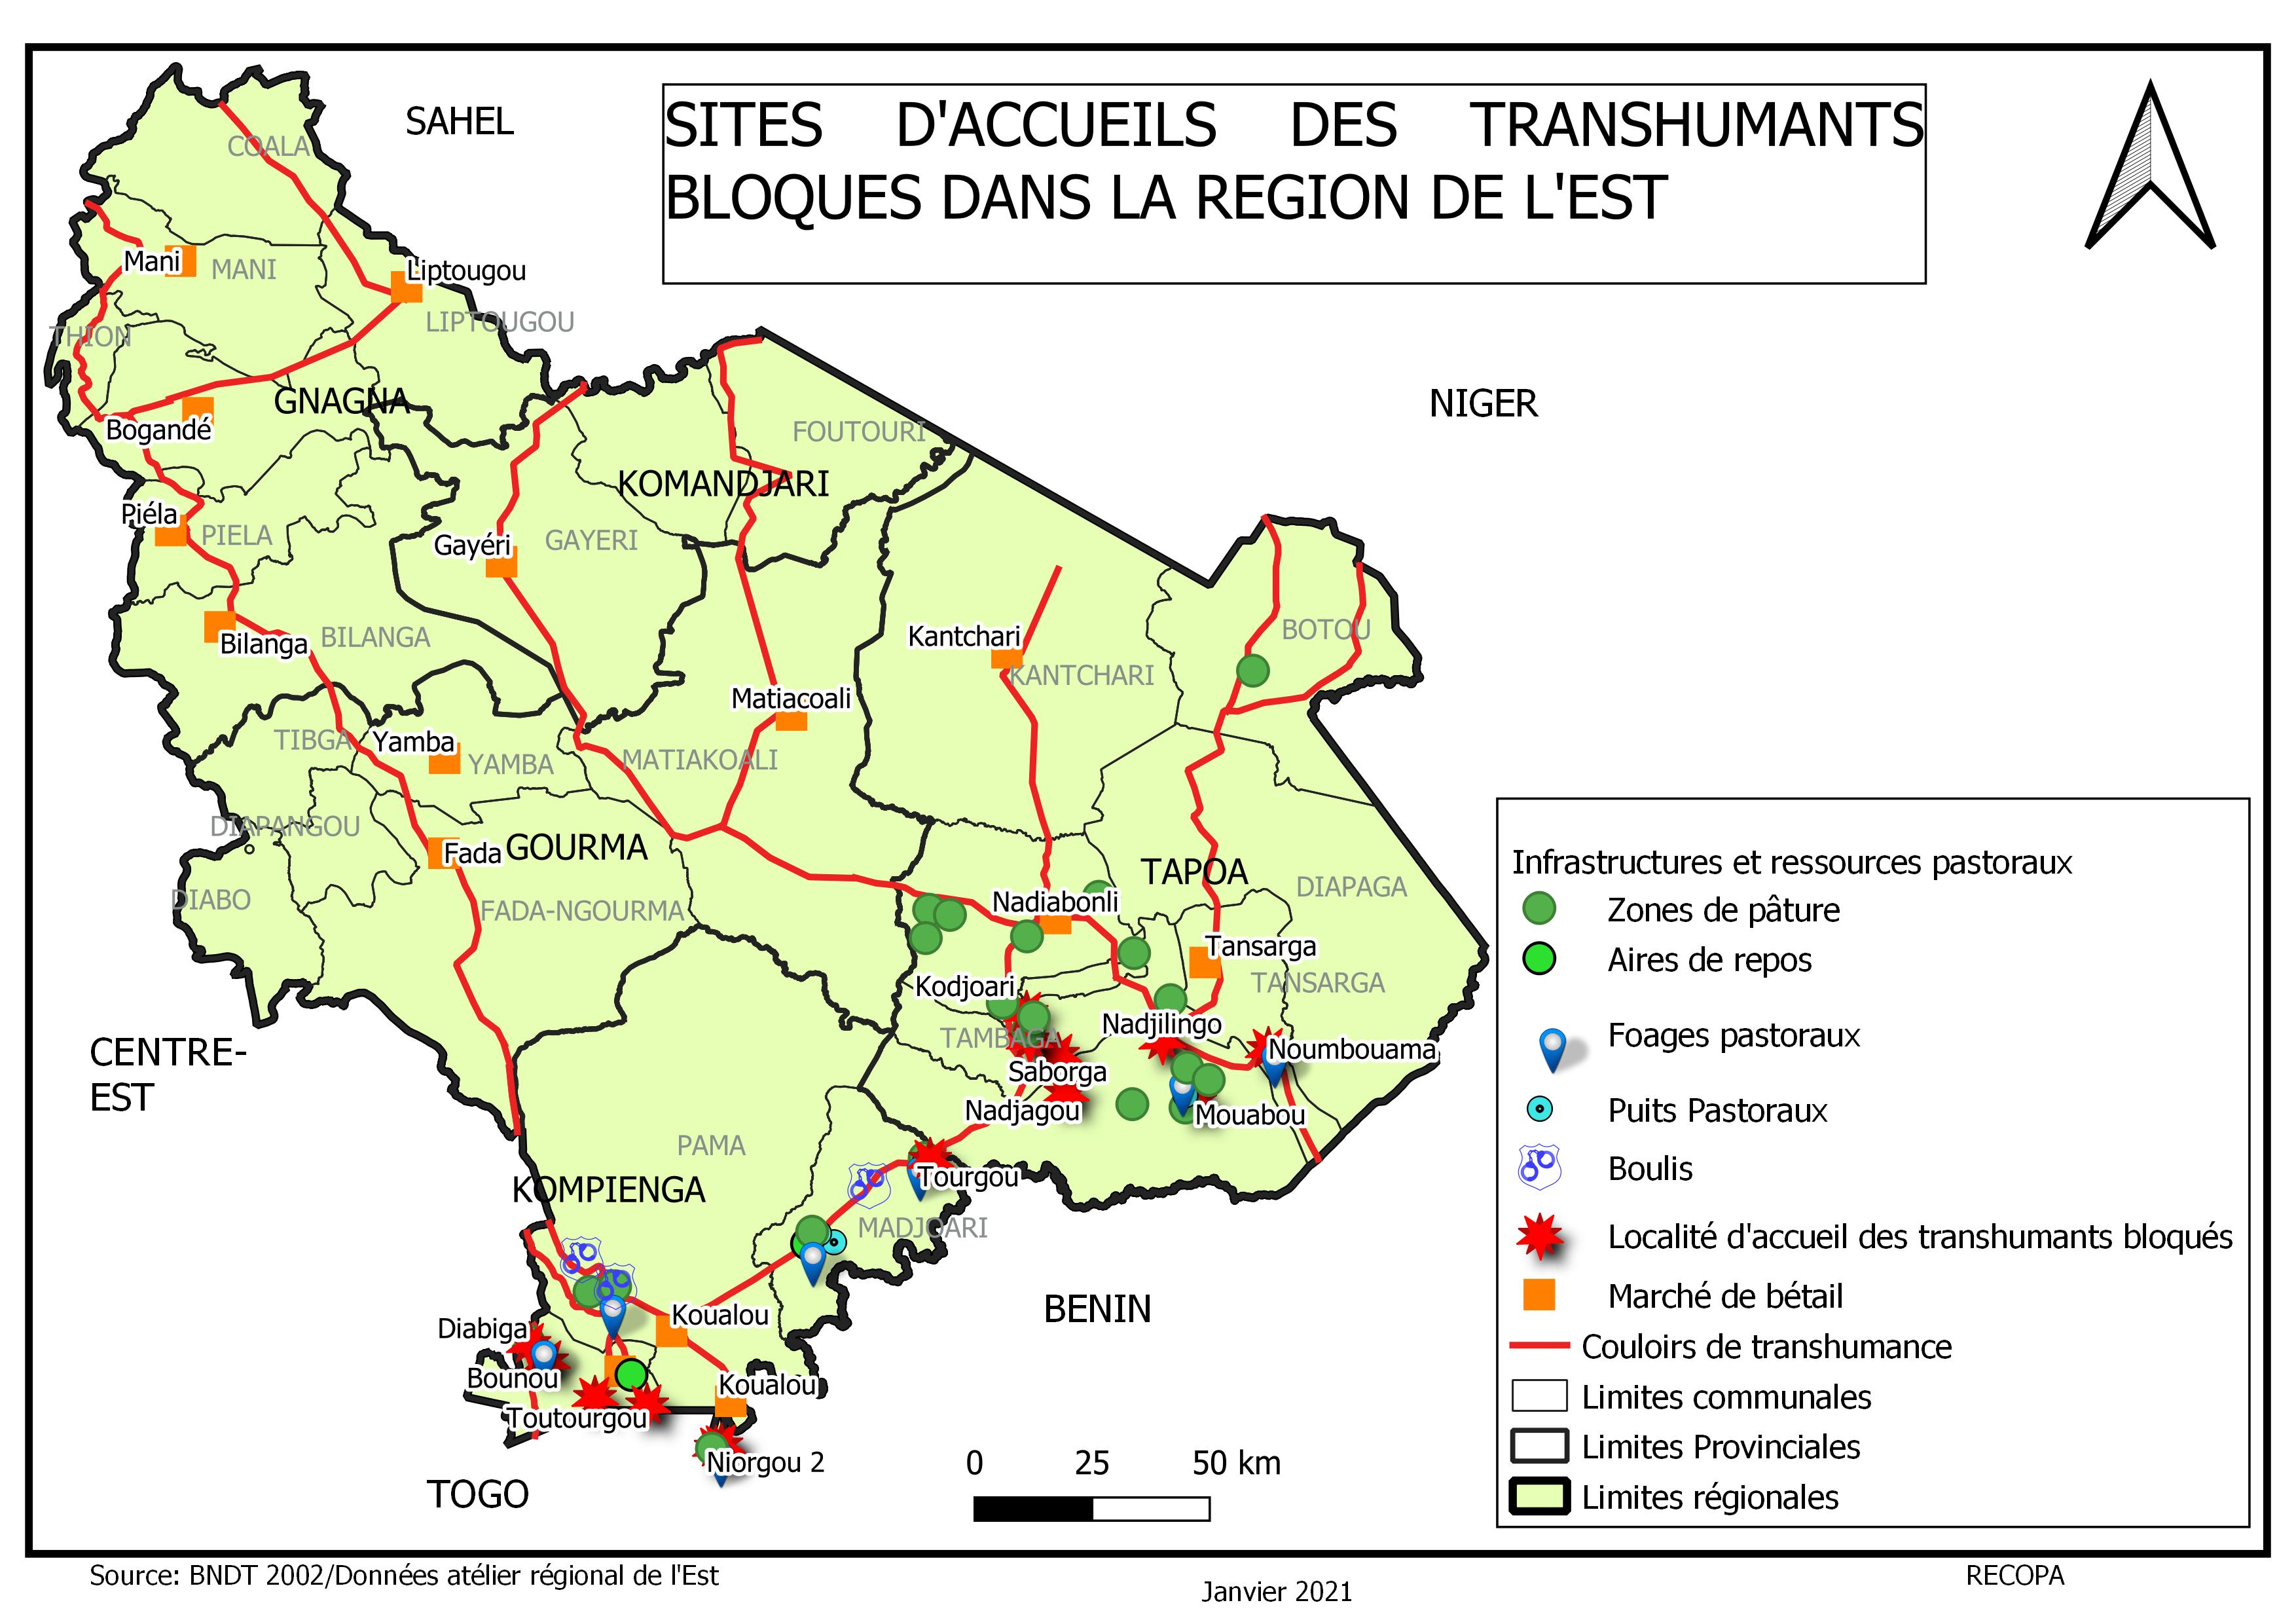 SITES D'ACCUEILS DES TRANSHUMANTS
BLOQUES DANS LA REGION DE L'EST
SAHEL
COALA
Mani
MANI
Liptougou
LIPTOUGOU
THION
GNAGNA
Bogandé
NIGER
FOUTOURI
KOMANDJARI
Piéla
PIELA
Gayéri
GAYERI
Bilanga
BILANGA
Kantchari
KANTCHARI
BOTOU
Matiacoali
MATIAKOALI
TIBGA
Yamba
YAMBA
DIAPANGOU
Fada
GOURMA
TAPOA
DIAPAGA
DIABO
FADA-NGOURMA
Nadiabonli
Tansarga
TANSARGA
Kodjoari
TAMBAGA
Nadjilingo
Noumbouama
Saborga
Nadjagou
Mouabou
CENTRE-
EST
PAMA
KOMPIENGA
Tourgou
MADJOARI
BENIN
Koualou
Diabiga
Bounou
Koualou
Toutourgou
Niorgou 2
TOGO
0 25 50 km
Infrastructures et ressources pastoraux
Zones de pâture
Aires de repos
Foages pastoraux
Puits Pastoraux
Boulis
Localité d'accueil des transhumants bloqués
Marché de bétail
Couloirs de transhumance
Limites communales
Limites Provinciales
Limites régionales
Source: BNDT 2002/Données atélier régional de l'Est
Janvier 2021
RECOPA